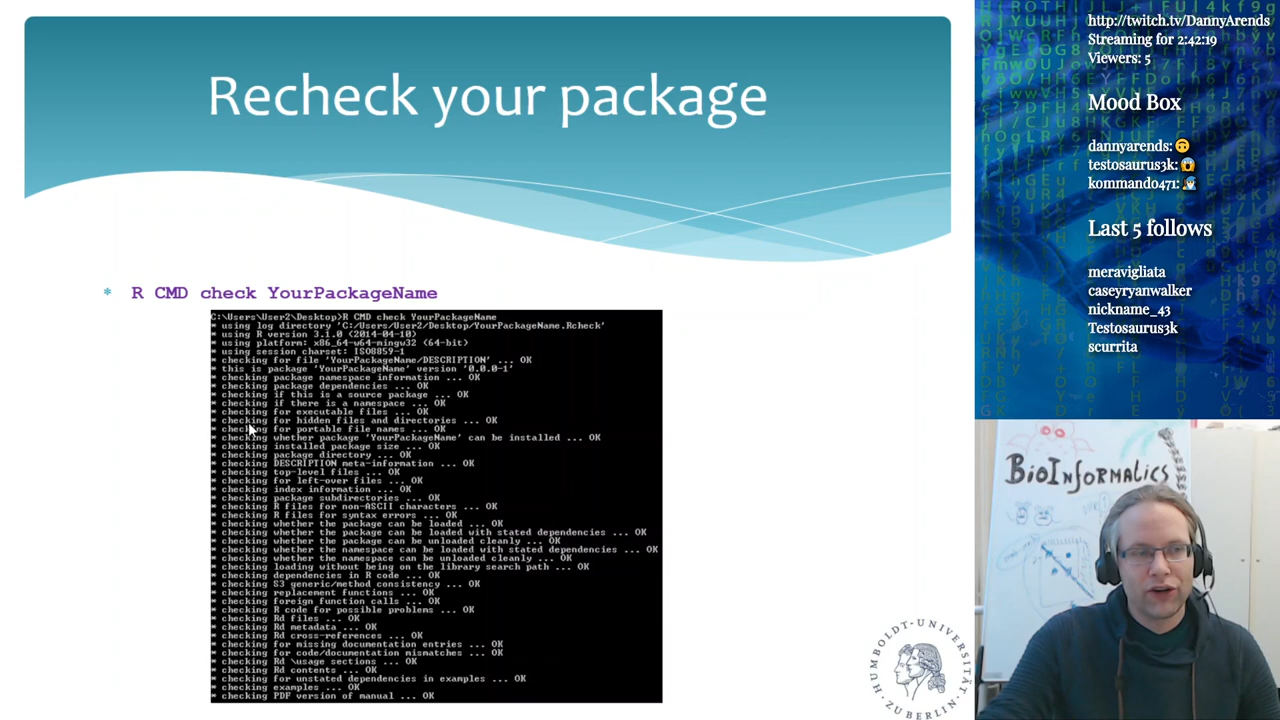 Recheck your package
* R CMD check YourPackageName
C:\Users\User2\Desktop>R CMD check YourPackageName
* using log directory 'C:/Users/User2/Desktop/YourPackageName.Rcheck'
* using R version 3.1.0 (2014-04-10)
* using platform: x86_64-w64-mingw32 (64-bit)
* using session charset: ISO8859-1
* checking for file 'YourPackageName/DESCRIPTION' ... OK
* this is package 'YourPackageName' version '0.0.0-1'
* checking package namespace information ... OK
* checking package dependencies ... OK
* checking if this is a source package ... OK
* checking if there is a namespace ... OK
* checking for executable files ... OK
* checking for hidden files and directories ... OK
* checking for portable file names ... OK
* checking whether package 'YourPackageName' can be installed ... OK
* checking installed package size ... OK
* checking package directory ... OK
* checking DESCRIPTION meta-information ... OK
* checking top-level files ... OK
* checking for left-over files ... OK
* checking index information ... OK
* checking package subdirectories ... OK
* checking R files for non-ASCII characters ... OK
* checking R files for syntax errors ... OK
* checking whether the package can be loaded ... OK
* checking whether the package can be loaded with stated dependencies ... OK
* checking whether the package can be unloaded cleanly ... OK
* checking whether the namespace can be loaded with stated dependencies ... OK
* checking whether the namespace can be unloaded cleanly ... OK
* checking loading without being on the library search path ... OK
* checking dependencies in R code ... OK
* checking S3 generic/method consistency ... OK
* checking replacement functions ... OK
* checking foreign function calls ... OK
* checking R code for possible problems ... OK
* checking Rd files ... OK
* checking Rd metadata ... OK
* checking Rd cross-references ... OK
* checking for missing documentation entries ... OK
* checking for code/documentation mismatches ... OK
* checking Rd \usage sections ... OK
* checking Rd contents ... OK
* checking for unstated dependencies in examples ... OK
* checking examples ... OK
* checking PDF version of manual ... OK
HUMBOLDT-UNIVERSITÄT ZU BERLIN
http://twitch.tv/DannyArends
Streaming for 2:42:19
Viewers: 5
Mood Box
dannyarends: 🙃
testosaurus3k: 😱
kommando471:
Last 5 follows
meravigliata
caseryanwalker
nickname_43
Testosaurus3k
scurrita
BioInformatics